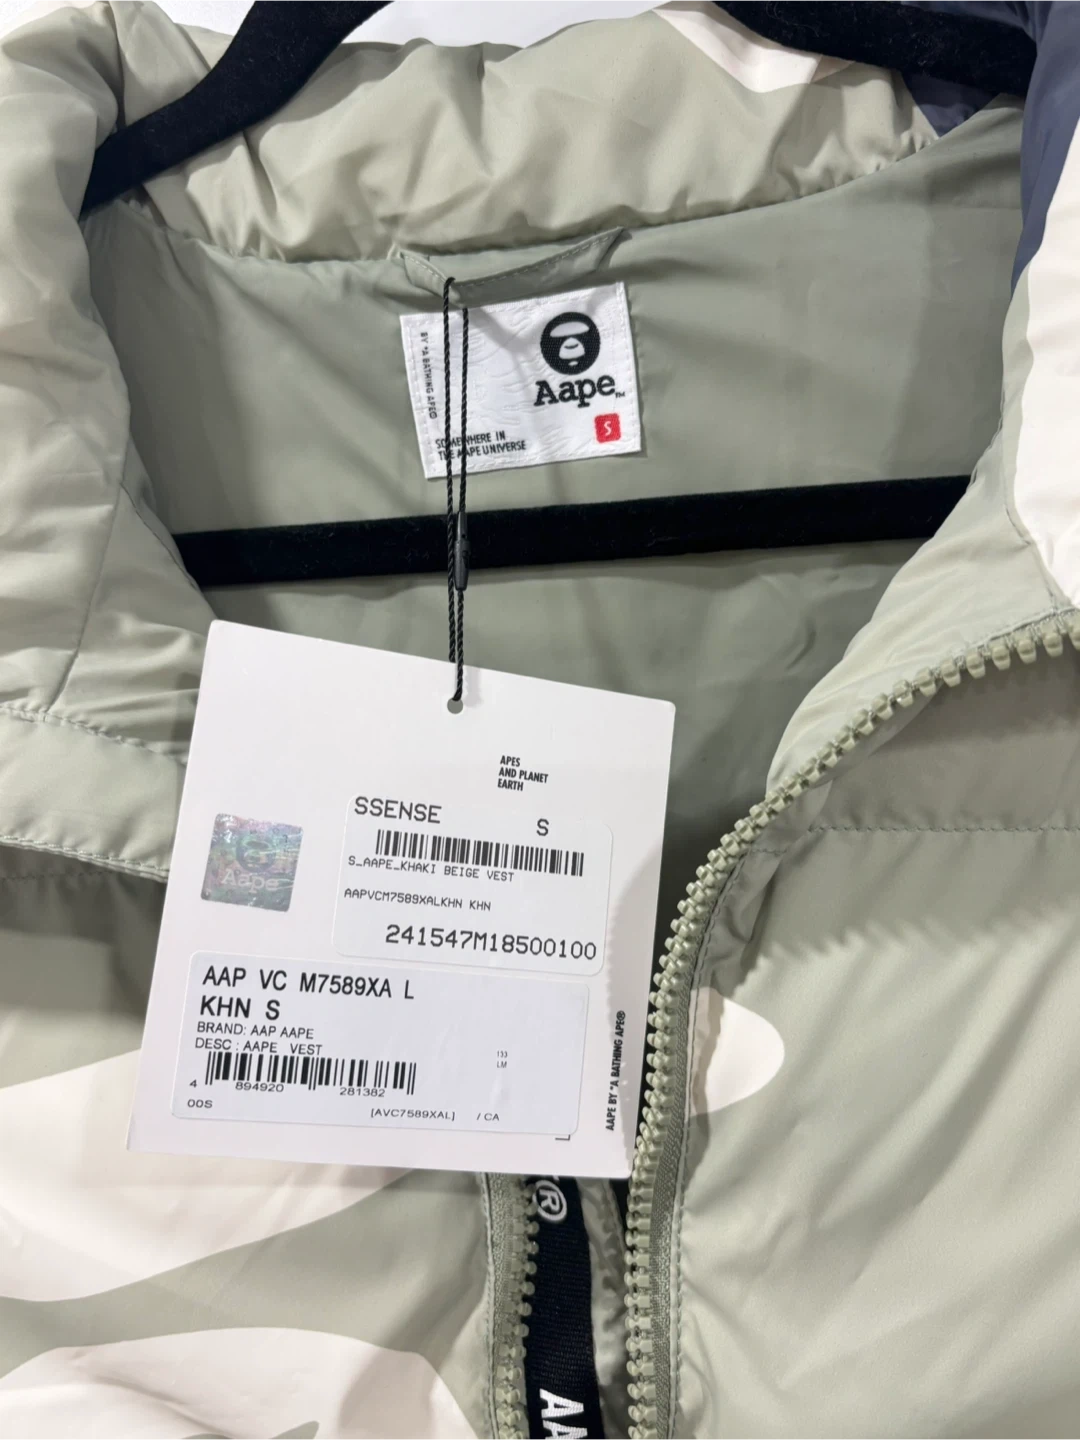 BY *A BATHING APE®
Aape™
S
SOMEWHERE IN
THE AAPE UNIVERSE
APES
AND PLANET
EARTH
SSENSE S
S_AAPE_KHAKI BEIGE VEST
AAPVCM7589XALKHN KHN
241547M18500100
Aape
AAP VC M7589XA L
KHN S
BRAND: AAP AAPE
DESC : AAPE VEST
133
LM
4 894920 281382
00S [AVC7589XAL] / CA
AAPE BY *A BATHING APE®
®
AA